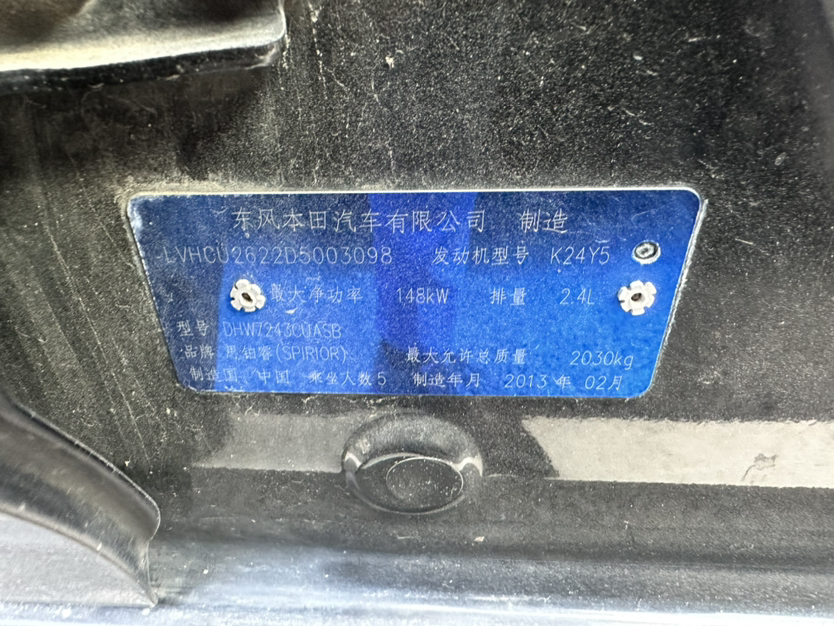 东风本田汽车有限公司 制造
LVHCU2622D5003098 发动机型号 K24Y5
最大净功率 148kW 排量 2.4L
型号 DHW7243CUASB
品牌 思铂睿(SPIRIOR) 最大允许总质量 2030kg
制造国 中国 乘坐人数 5 制造年月 2013 年 02月